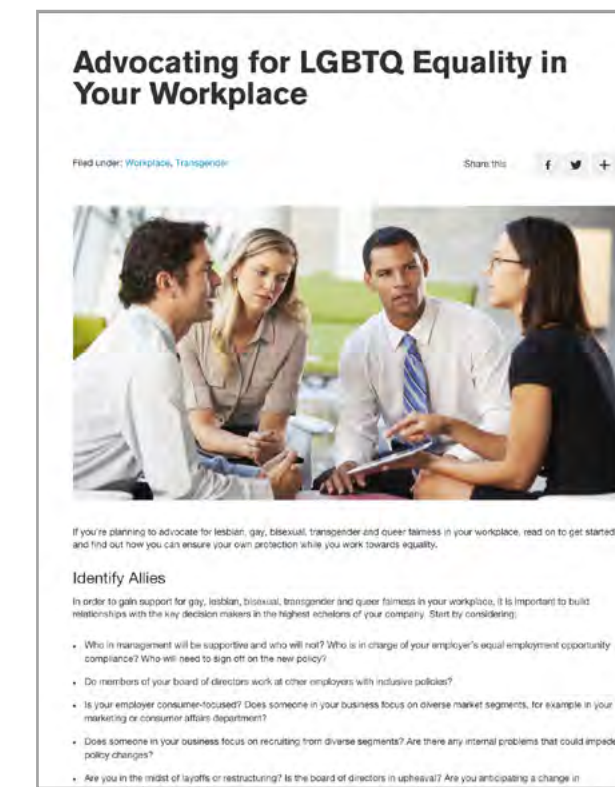 Advocating for LGBTQ Equality in
Your Workplace
Filed under: Workplace, Transgender
Share this f +
If you're planning to advocate for lesbian, gay, bisexual, transgender and queer fairness in your workplace, read on to get started
and find out how you can ensure your own protection while you work towards equality.
Identify Allies
In order to gain support for gay, lesbian, bisexual, transgender and queer fairness in your workplace, it is important to build
relationships with the key decision makers in the highest echelons of your company. Start by considering:
• Who in management will be supportive and who will not? Who is in charge of your employer's equal employment opportunity
compliance? Who will need to sign off on the new policy?
• Do members of your board of directors work at other employers with inclusive policies?
• Is your employer consumer-focused? Does someone in your business focus on diverse market segments, for example in your
marketing or consumer affairs department?
• Does someone in your business focus on recruiting from diverse segments? Are there any internal problems that could impede
policy changes?
• Are you in the midst of layoffs or restructuring? Is the board of directors in upheaval? Are you anticipating a change in